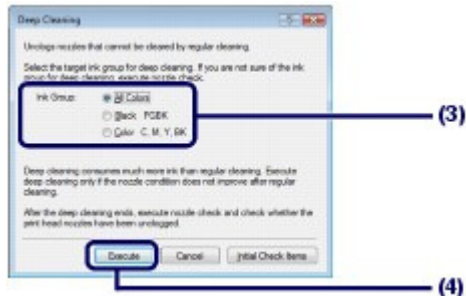 Deep Cleaning
Unclogs nozzles that cannot be cleared by regular cleaning.
Select the target ink group for deep cleaning. If you are not sure of the ink
group for deep cleaning, execute nozzle check.
Ink Group: All Colors
Black PGBK
Color C, M, Y, BK
(3)
Deep cleaning consumes much more ink than regular cleaning. Execute
deep cleaning only if the nozzle condition does not improve after regular
cleaning.
After the deep cleaning ends, execute nozzle check and check whether the
print head nozzles have been unclogged.
Execute Cancel Initial Check Items
(4)